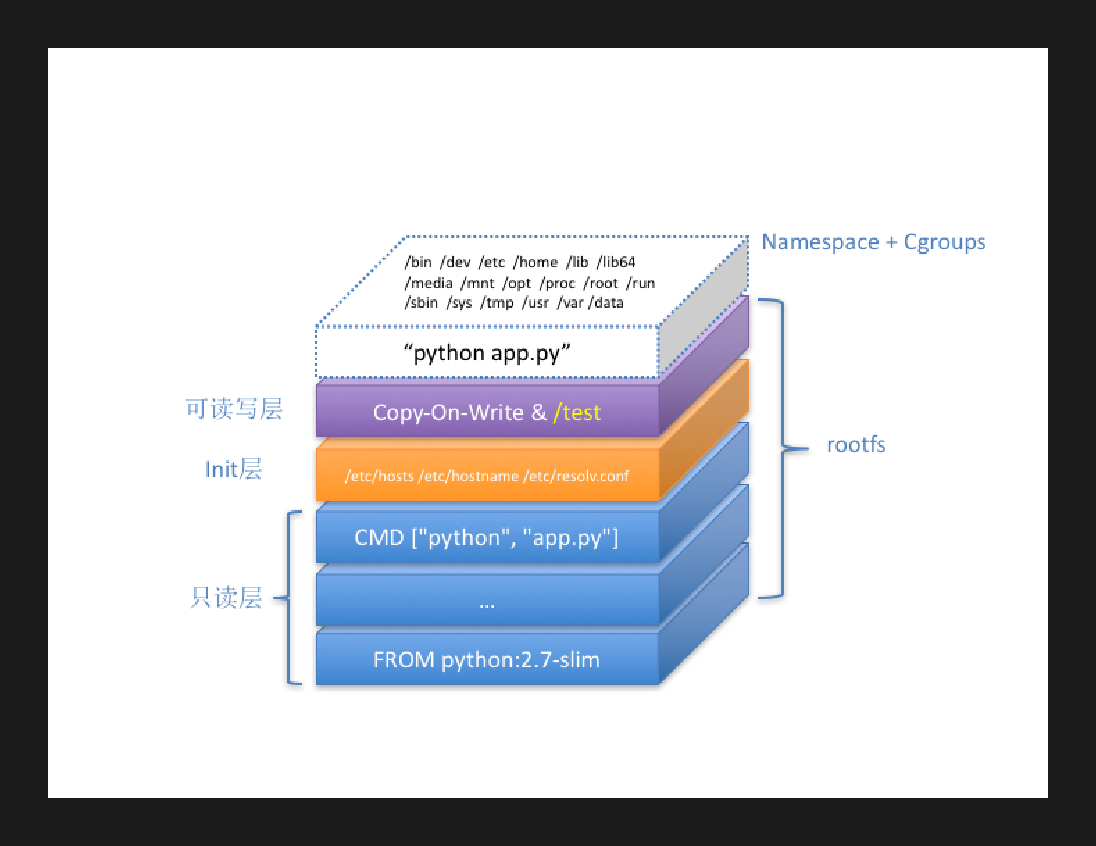 Namespace + Cgroups
/bin /dev /etc /home /lib /lib64
/media /mnt /opt /proc /root /run
/sbin /sys /tmp /usr /var /data
“python app.py”
可读写层
Copy-On-Write & /test
rootfs
Init层
/etc/hosts /etc/hostname /etc/resolv.conf
CMD ["python", "app.py"]
只读层
...
FROM python:2.7-slim